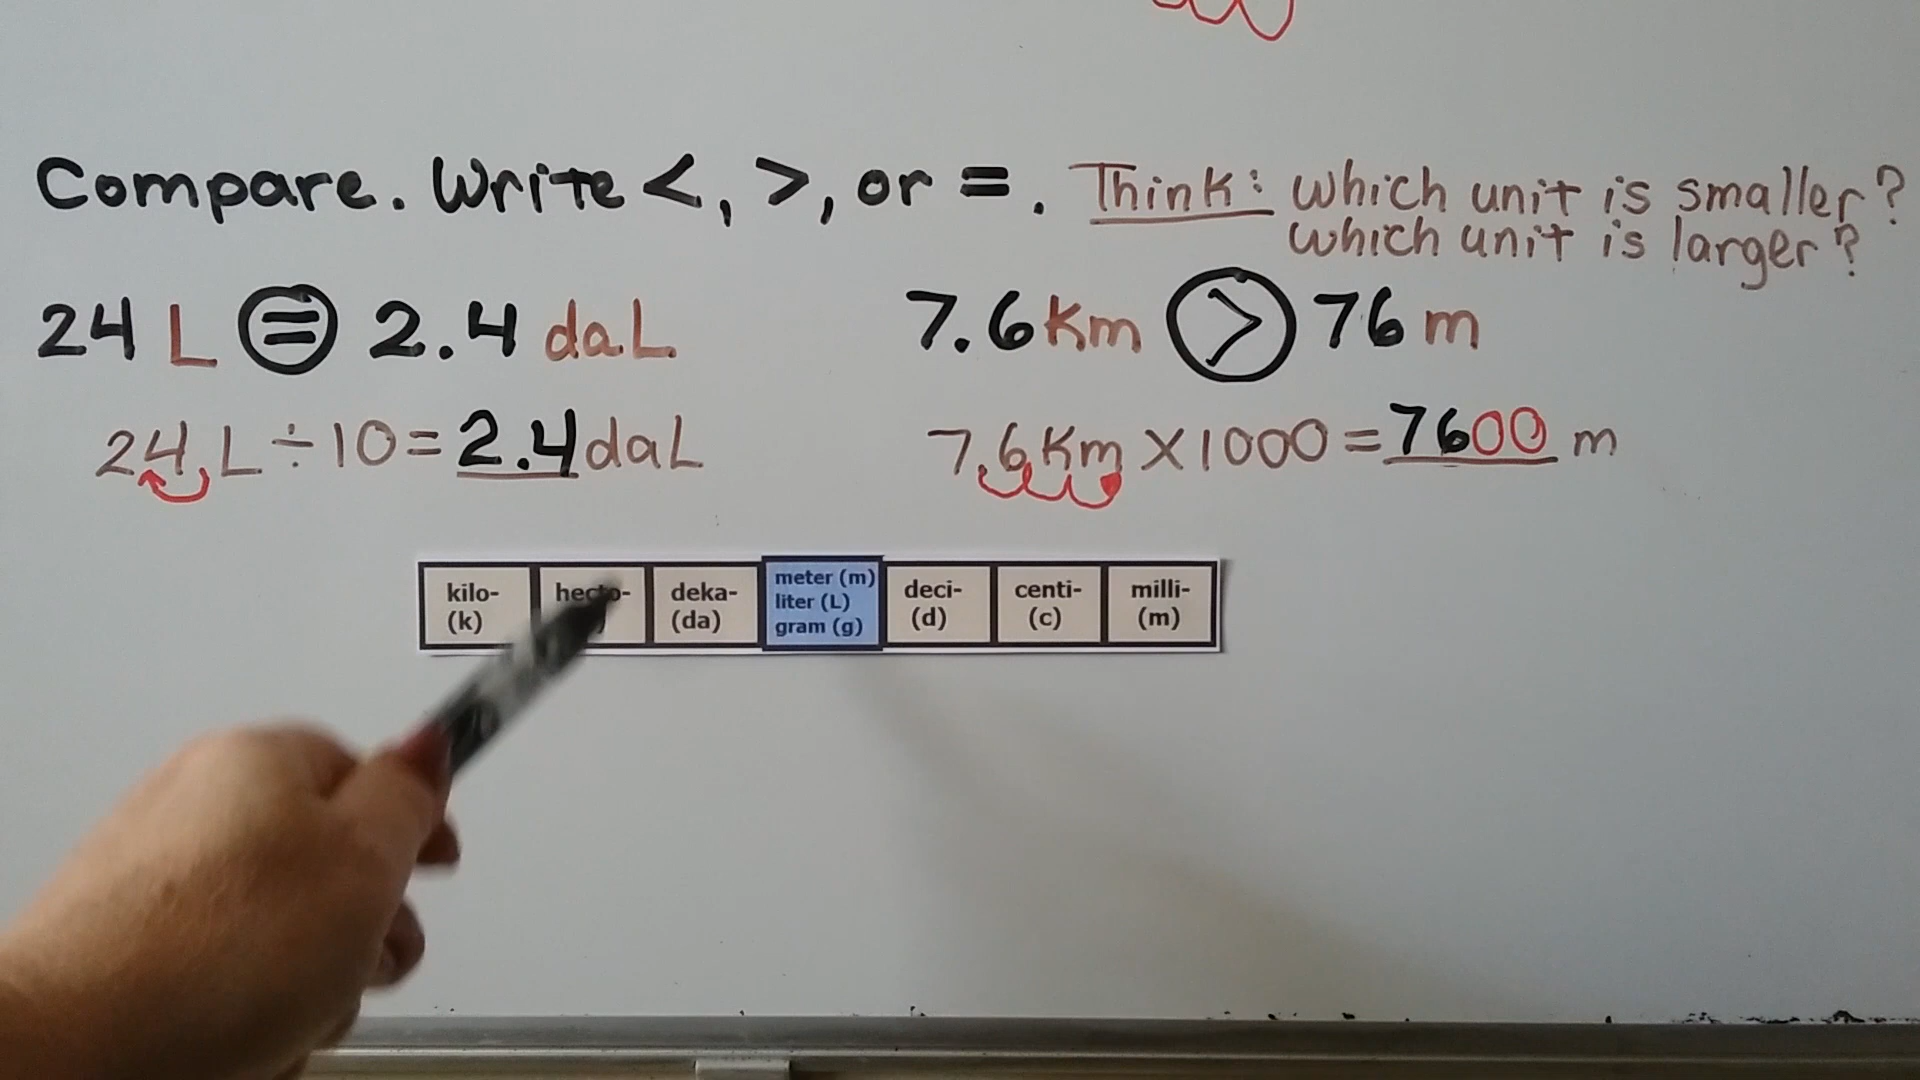 Compare. Write <, >, or =. Think: Which unit is smaller?
Which unit is larger?
24 L = 2.4 daL
7.6 Km > 76 m
24. L ÷ 10 = 2.4 daL
7.6 Km X 1000 = 7600 m
kilo-
(k)
hecto-
deka-
(da)
meter (m)
liter (L)
gram (g)
deci-
(d)
centi-
(c)
milli-
(m)